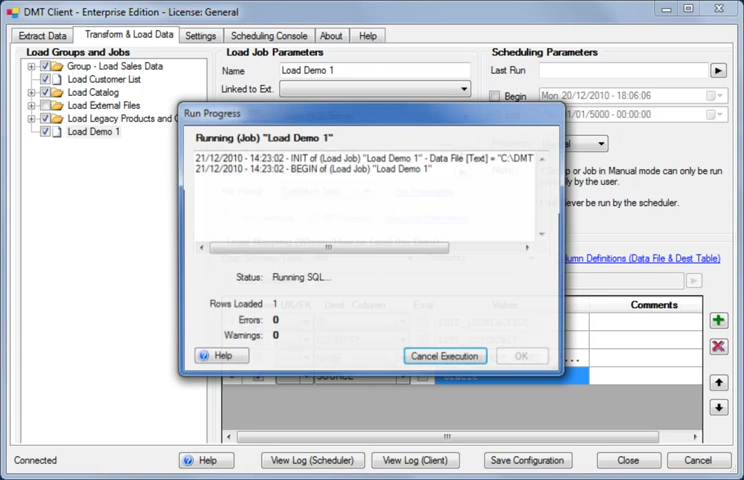 DMT Client - Enterprise Edition - License: General
Extract Data
Transform & Load Data
Settings
Scheduling Console
About
Help
Load Groups and Jobs
Group - Load Sales Data
Load Customer List
Load Catalog
Load External Files
Load Legacy Products and C
Load Demo 1
Load Job Parameters
Name
Load Demo 1
Linked to Ext.
Scheduling Parameters
Last Run
Begin
Mon 20/12/2010 - 18:06:06
01/5000 - 00:00:00
Manual
Group or Job in Manual mode can only be run
by the user.
never be run by the scheduler.
Run Progress
Running (Job) "Load Demo 1"
21/12/2010 - 14:23:02 - INIT of (Load Job) "Load Demo 1" - Data File [Text] = "C:\DMT
21/12/2010 - 14:23:02 - BEGIN of (Load Job) "Load Demo 1"
Status: Running SQL...
Rows Loaded 1
Errors: 0
Warnings: 0
Help
Cancel Execution
OK
Column Definitions (Data File & Dest Table)
Comments
SOURCE
Connected
Help
View Log (Scheduler)
View Log (Client)
Save Configuration
Close
Cancel